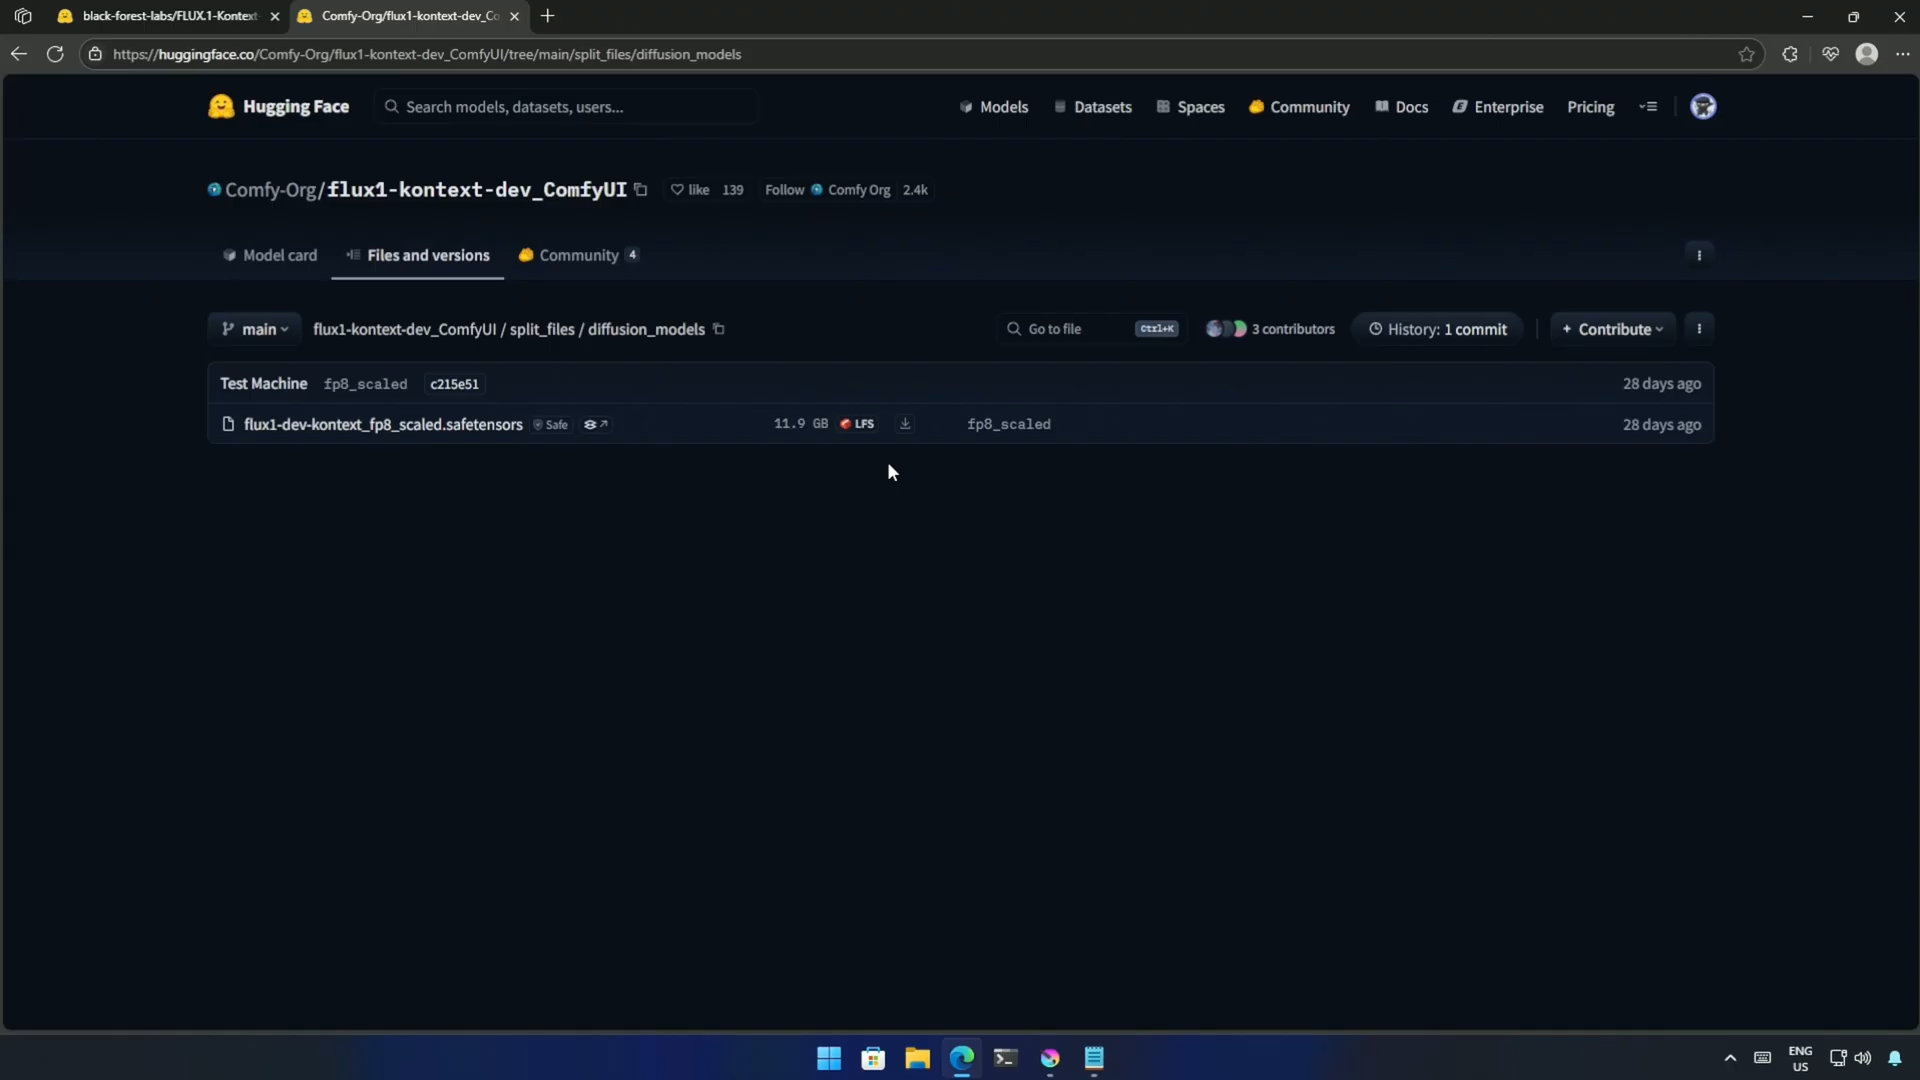 black-forest-labs/FLUX.1-Kontext
Comfy-Org/flux1-kontext-dev_Co
https://huggingface.co/Comfy-Org/flux1-kontext-dev_ComfyUI/tree/main/split_files/diffusion_models
Hugging Face
Search models, datasets, users...
Models
Datasets
Spaces
Community
Docs
Enterprise
Pricing
Comfy-Org/flux1-kontext-dev_ComfyUI
like 139
Follow Comfy Org 2.4k
Model card
Files and versions
Community 4
main
flux1-kontext-dev_ComfyUI / split_files / diffusion_models
Go to file Ctrl+K
3 contributors
History: 1 commit
+ Contribute
Test Machine fp8_scaled c215e51 28 days ago
flux1-dev-kontext_fp8_scaled.safetensors Safe 11.9 GB LFS fp8_scaled 28 days ago
ENG
US